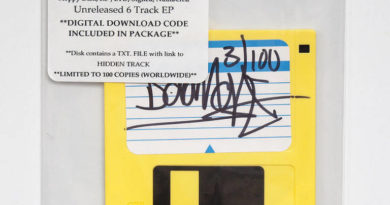 Unreleased 6 Track EP
**DIGITAL DOWNLOAD CODE
INCLUDED IN PACKAGE**
*Disk contains a TXT. FILE with link to
HIDDEN TRACK
**LIMITED TO 100 COPIES (WORLDWIDE)**
3/100